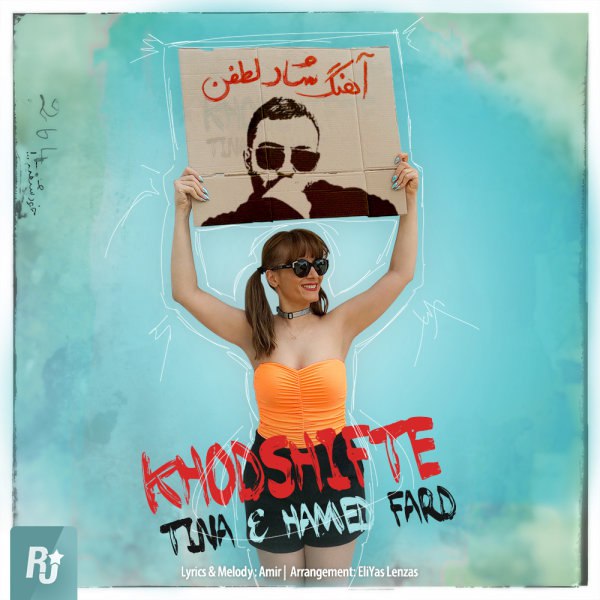 آهنگ شاد لطفن
KHODSHIFTE
TINA & HAMED FARD
Lyrics & Melody : Amir | Arrangement: EliYas Lenzas
RJ